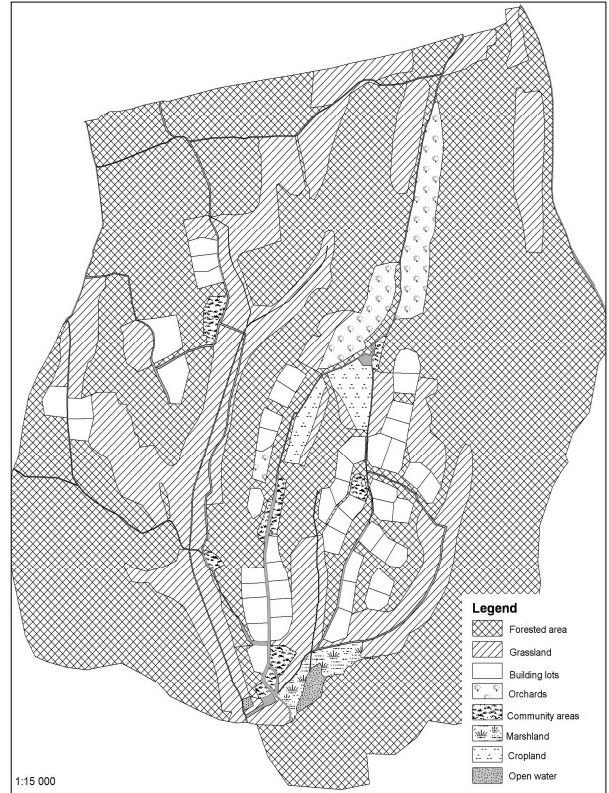 Legend
Forested area
Grassland
Building lots
Orchards
Community areas
Marshland
Cropland
Open water
1:15 000